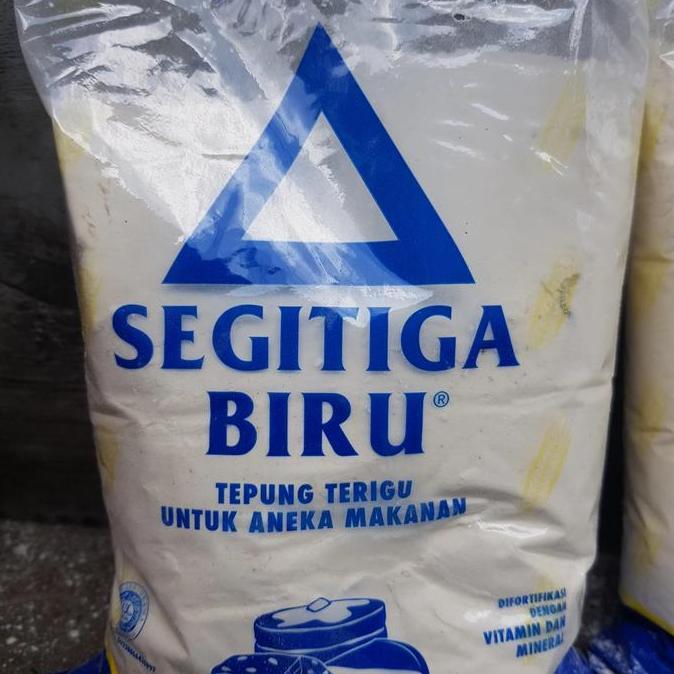 SEGITIGA
BIRU®
TEPUNG TERIGU
UNTUK ANEKA MAKANAN
DIFORTIFIKASI
DENGAN
VITAMIN DAN
MINERAL